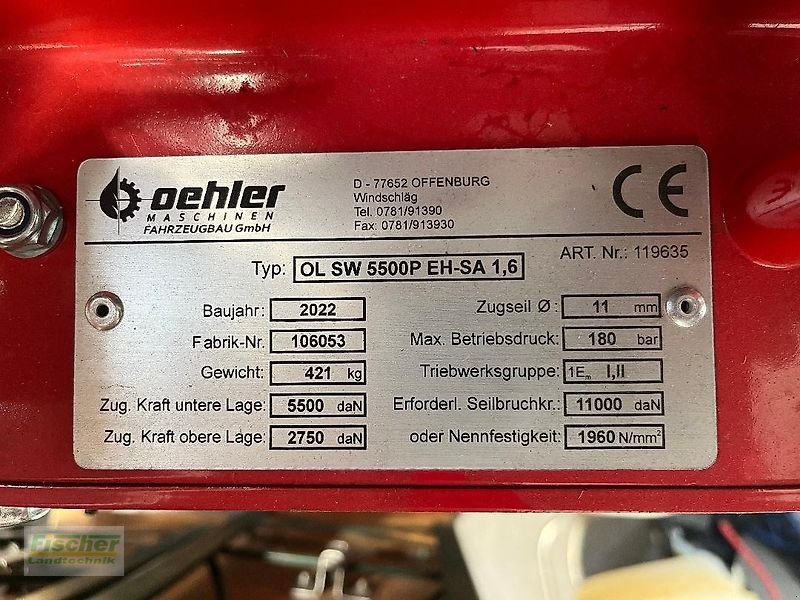 oehler
MASCHINEN
FAHRZEUGBAU GmbH
D - 77652 OFFENBURG
Windschläg
Tel. 0781/91390
Fax: 0781/913930
CE
ART. Nr.: 119635
Typ: OL SW 5500P EH-SA 1,6
Baujahr: 2022
Zugseil Ø: 11 mm
Fabrik-Nr. 106053
Max. Betriebsdruck: 180 bar
Gewicht: 421 kg
Triebwerksgruppe: 1Em I,II
Zug. Kraft untere Lage: 5500 daN
Erforderl. Seilbruchkr.: 11000 daN
Zug. Kraft obere Lage: 2750 daN
oder Nennfestigkeit: 1960 N/mm²
Fischer
Landtechnik